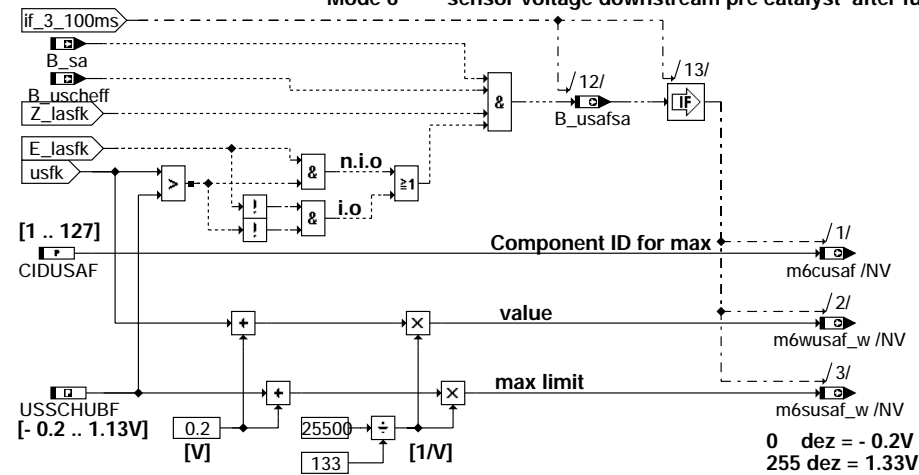 Mode 6 sensor voltage downstream pre catalyst after fu
if_3_100ms
B_sa
B_uscheff
Z_lasfk
E_lasfk
usfk
/12/
B_usafsa
/13/
IF
&
n.i.o
&
≥1
>
!
!
&
i.o
[1 .. 127]
P
CIDUSAF
Component ID for max
/1/
m6cusaf /NV
value
+
×
/2/
m6wusaf_w /NV
max limit
USSCHUBF
[- 0.2 .. 1.13V]
+
×
/3/
m6susaf_w /NV
0.2
[V]
25500
÷
[1/V]
133
0 dez = - 0.2V
255 dez = 1.33V